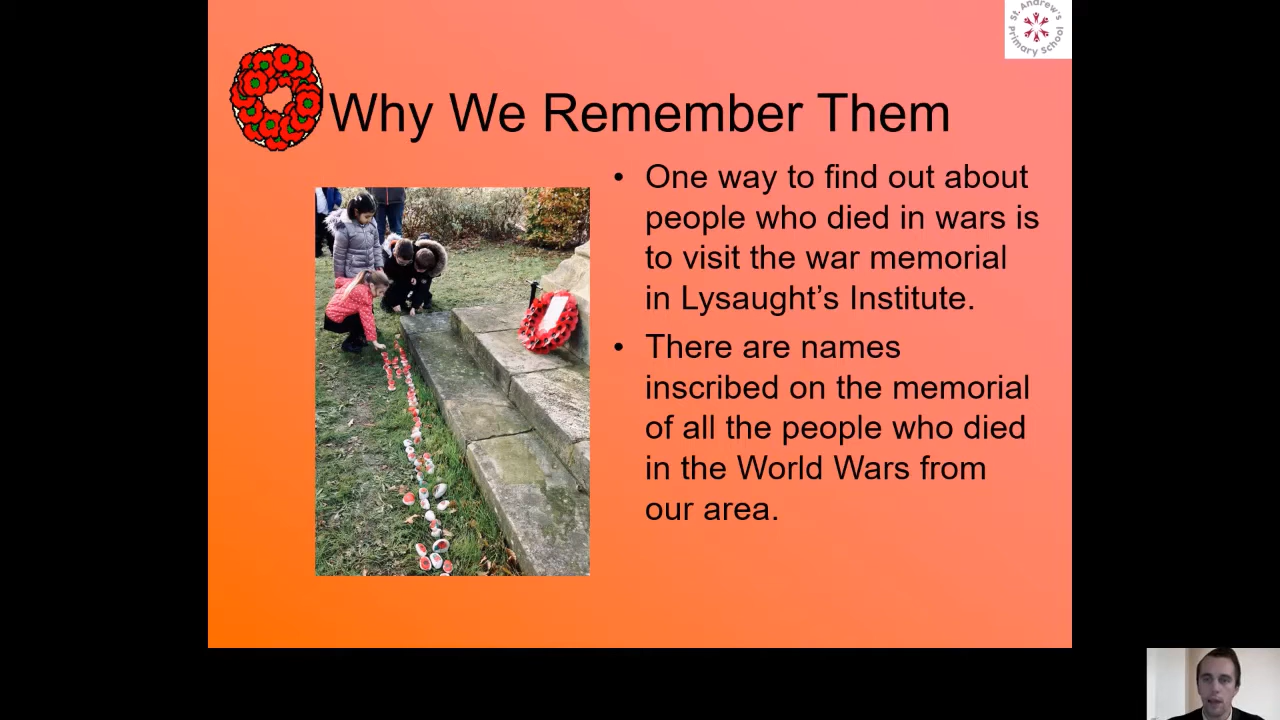 St. Andrew's
Primary School
Why We Remember Them
• One way to find out about
people who died in wars is
to visit the war memorial
in Lysaught’s Institute.
• There are names
inscribed on the memorial
of all the people who died
in the World Wars from
our area.